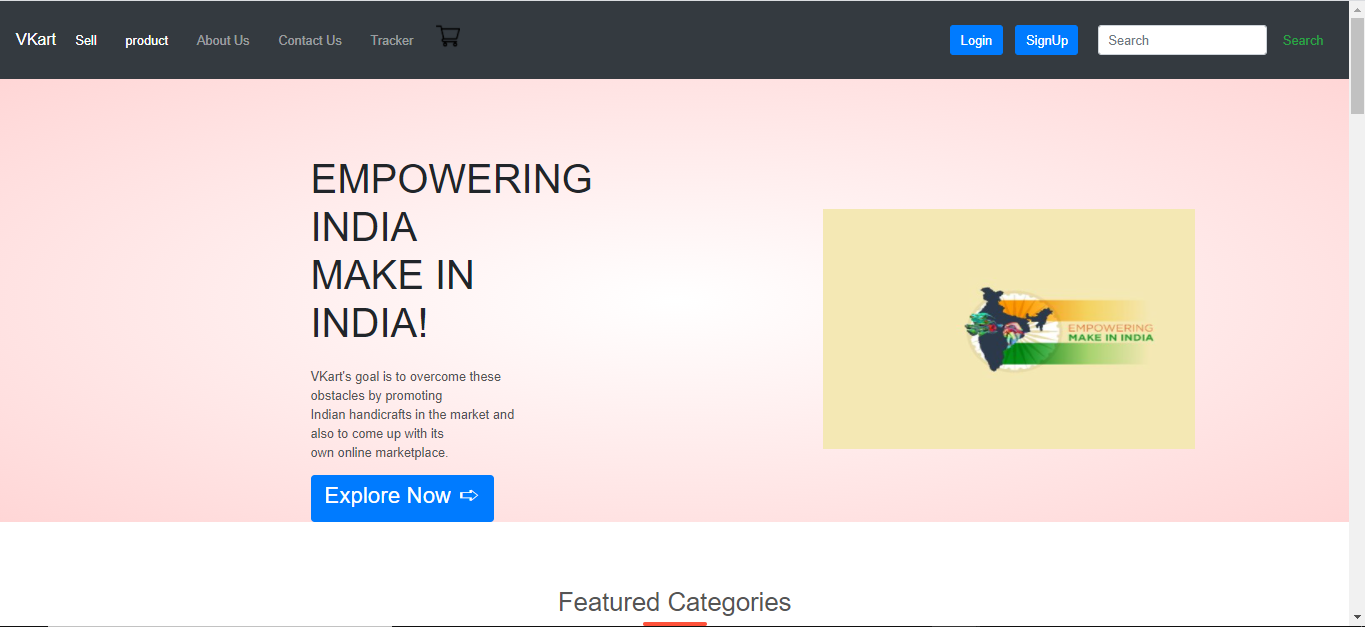 VKart Sell product About Us Contact Us Tracker Login SignUp Search Search
EMPOWERING
INDIA
MAKE IN
INDIA!
VKart's goal is to overcome these
obstacles by promoting
Indian handicrafts in the market and
also to come up with its
own online marketplace.
Explore Now ➪
EMPOWERING
MAKE IN INDIA
Featured Categories